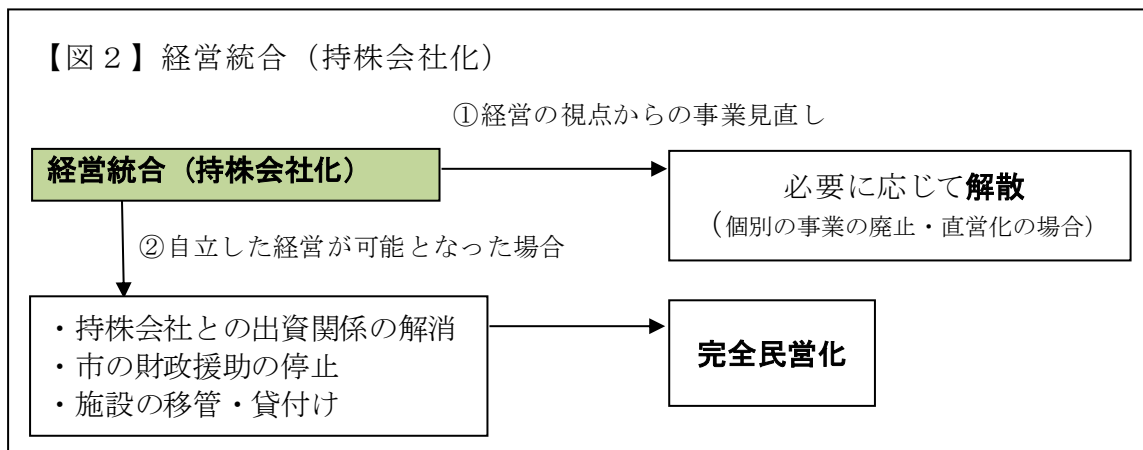 【図２】経営統合（持株会社化）
①経営の視点からの事業見直し
経営統合（持株会社化）
必要に応じて解散
（個別の事業の廃止・直営化の場合）
②自立した経営が可能となった場合
・持株会社との出資関係の解消
・市の財政援助の停止
・施設の移管・貸付け
完全民営化